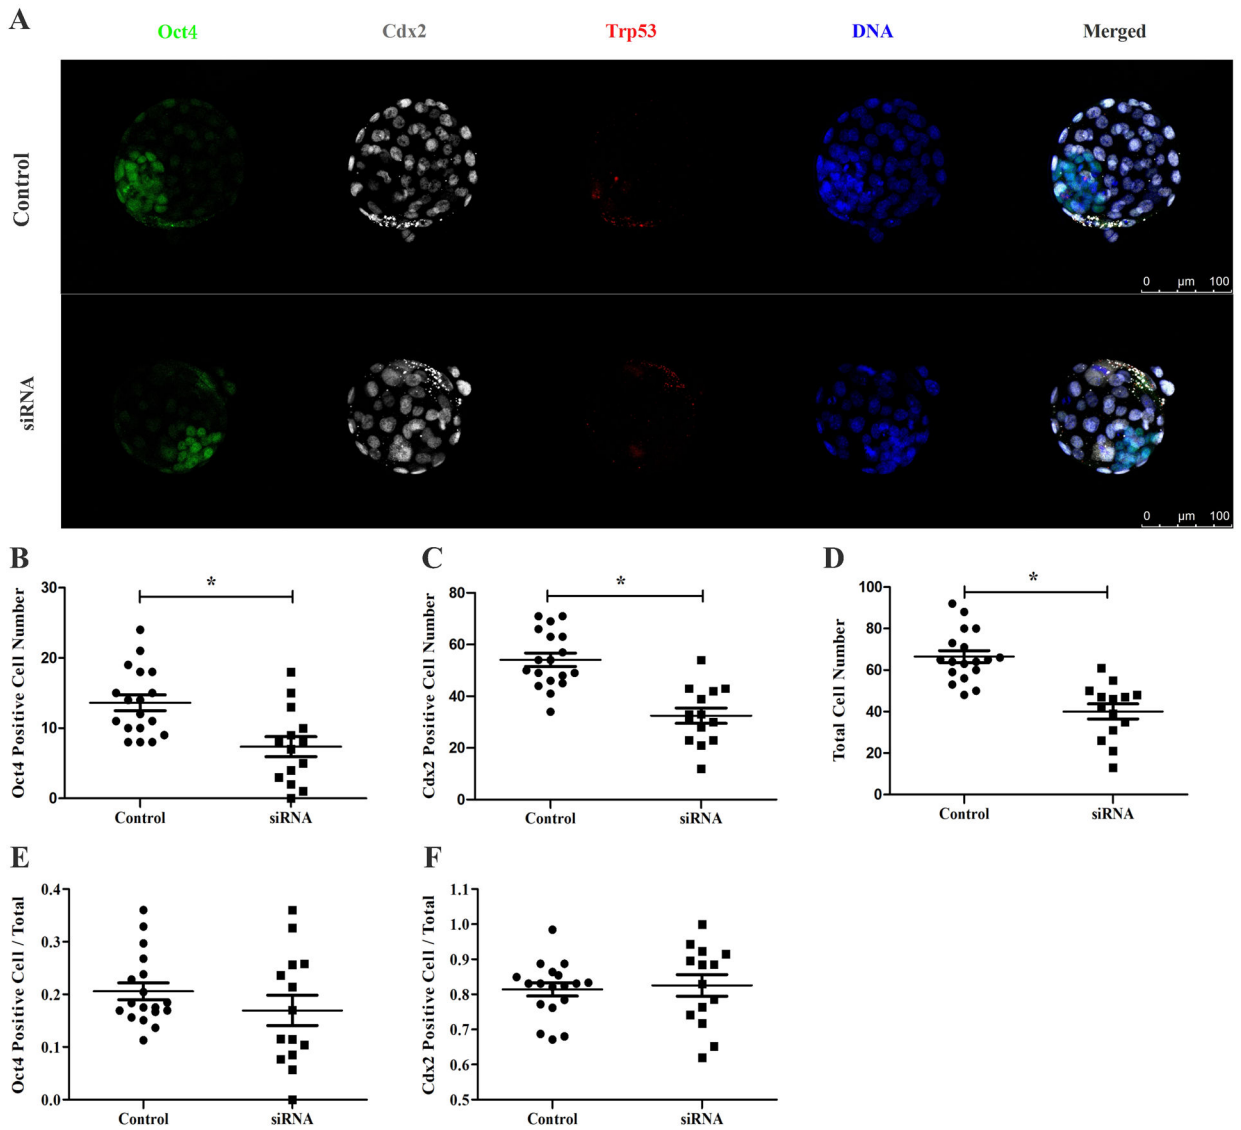 A
Oct4 Cdx2 Trp53 DNA Merged
Control
0 µm 100
siRNA
0 µm 100
B
Oct4 Positive Cell Number
30
20
10
0
*
Control siRNA
C
Cdx2 Positive Cell Number
80
60
40
20
0
*
Control siRNA
D
Total Cell Number
100
80
60
40
20
0
*
Control siRNA
E
Oct4 Positive Cell / Total
0.4
0.3
0.2
0.1
0.0
Control siRNA
F
Cdx2 Positive Cell / Total
1.1
1.0
0.9
0.8
0.7
0.6
0.5
Control siRNA